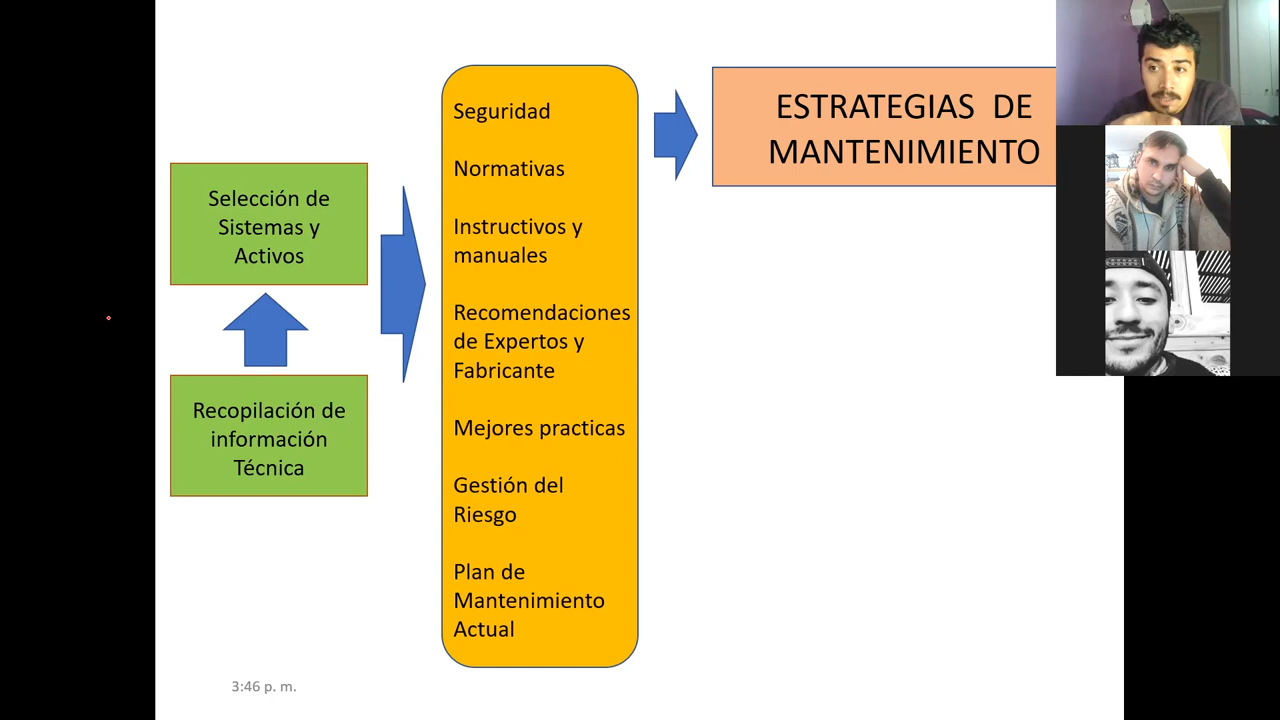 Selección de
Sistemas y
Activos
Recopilación de
información
Técnica
Seguridad
Normativas
Instructivos y
manuales
Recomendaciones
de Expertos y
Fabricante
Mejores practicas
Gestión del
Riesgo
Plan de
Mantenimiento
Actual
ESTRATEGIAS DE
MANTENIMIENTO
3:46 p. m.